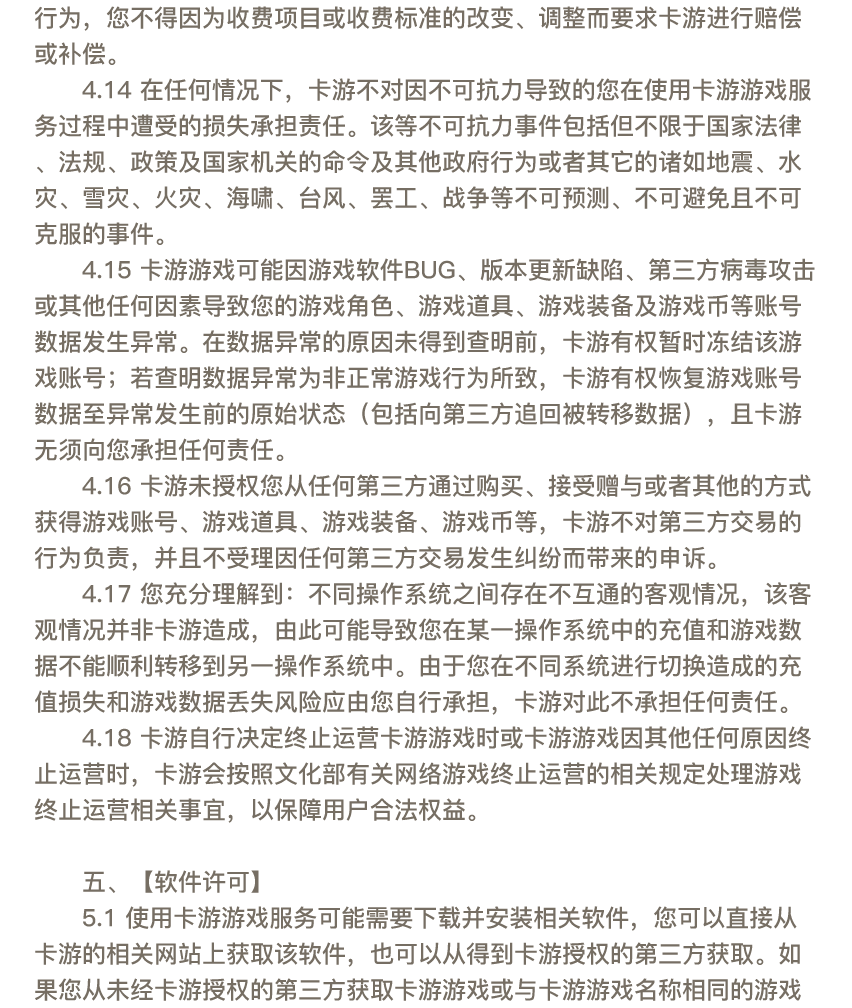 行为，您不得因为收费项目或收费标准的改变、调整而要求卡游进行赔偿
或补偿。
4.14 在任何情况下，卡游不对因不可抗力导致的您在使用卡游游戏服
务过程中遭受的损失承担责任。该等不可抗力事件包括但不限于国家法律
、法规、政策及国家机关的命令及其他政府行为或者其它的诸如地震、水
灾、雪灾、火灾、海啸、台风、罢工、战争等不可预测、不可避免且不可
克服的事件。
4.15 卡游游戏可能因游戏软件BUG、版本更新缺陷、第三方病毒攻击
或其他任何因素导致您的游戏角色、游戏道具、游戏装备及游戏币等账号
数据发生异常。在数据异常的原因未得到查明前，卡游有权暂时冻结该游
戏账号；若查明数据异常为非正常游戏行为所致，卡游有权恢复游戏账号
数据至异常发生前的原始状态（包括向第三方追回被转移数据），且卡游
无须向您承担任何责任。
4.16 卡游未授权您从任何第三方通过购买、接受赠与或者其他的方式
获得游戏账号、游戏道具、游戏装备、游戏币等，卡游不对第三方交易的
行为负责，并且不受理因任何第三方交易发生纠纷而带来的申诉。
4.17 您充分理解到：不同操作系统之间存在不互通的客观情况，该客
观情况并非卡游造成，由此可能导致您在某一操作系统中的充值和游戏数
据不能顺利转移到另一操作系统中。由于您在不同系统进行切换造成的充
值损失和游戏数据丢失风险应由您自行承担，卡游对此不承担任何责任。
4.18 卡游自行决定终止运营卡游游戏时或卡游游戏因其他任何原因终
止运营时，卡游会按照文化部有关网络游戏终止运营的相关规定处理游戏
终止运营相关事宜，以保障用户合法权益。
五、【软件许可】
5.1 使用卡游游戏服务可能需要下载并安装相关软件，您可以直接从
卡游的相关网站上获取该软件，也可以从得到卡游授权的第三方获取。如
果您从未经卡游授权的第三方获取卡游游戏或与卡游游戏名称相同的游戏